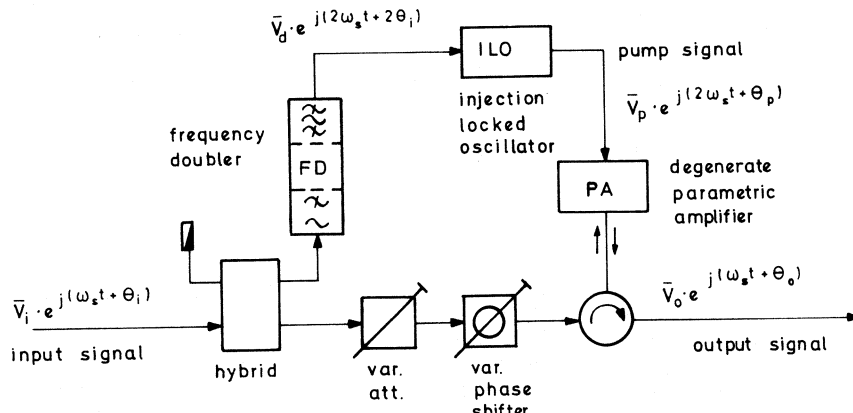 V̄d · e j(2ωst + 2θi)
ILO
pump signal
injection
locked
oscillator
V̄p · e j(2ωst + θp)
frequency
doubler
FD
PA
degenerate
parametric
amplifier
V̄i · e j(ωst + θi)
V̄o · e j(ωst + θo)
input signal
output signal
hybrid
var.
att.
var.
phase
shifter